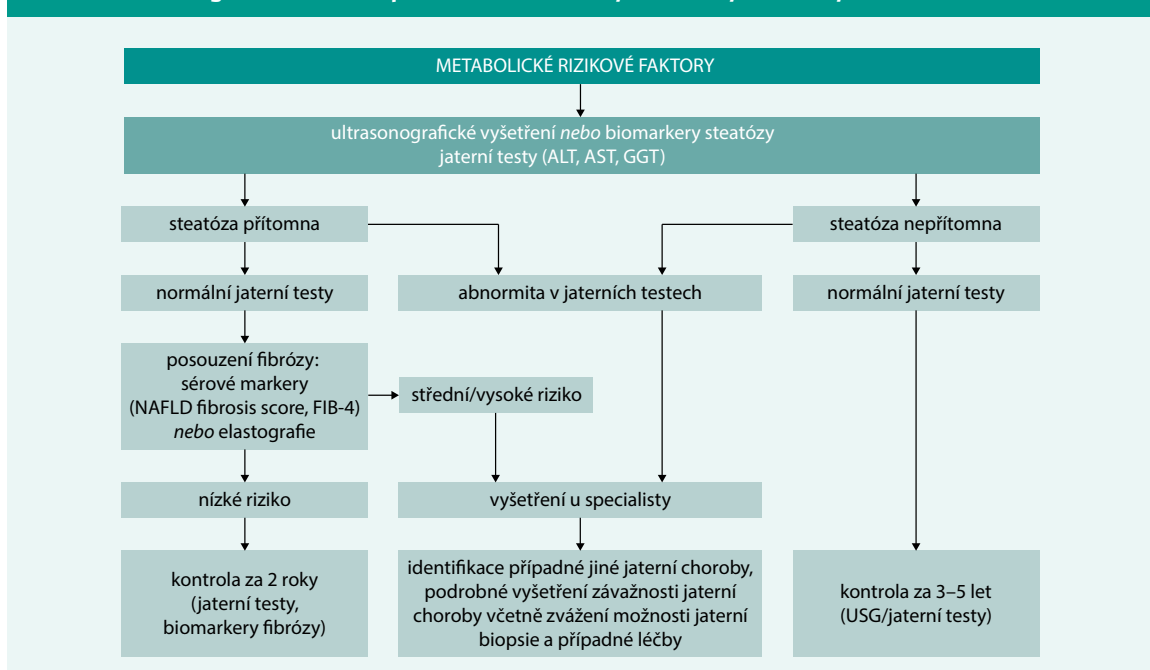 METABOLICKÉ RIZIKOVÉ FAKTORY
ultrasonografické vyšetření nebo biomarkery steatózy
jaterní testy (ALT, AST, GGT)
steatóza přítomna
steatóza nepřítomna
normální jaterní testy
abnormita v jaterních testech
normální jaterní testy
posouzení fibrózy:
sérové markery
(NAFLD fibrosis score, FIB-4)
nebo elastografie
střední/vysoké riziko
nízké riziko
vyšetření u specialisty
kontrola za 2 roky
(jaterní testy,
biomarkery fibrózy)
identifikace případné jiné jaterní choroby,
podrobné vyšetření závažnosti jaterní
choroby včetně zvážení možnosti jaterní
biopsie a případné léčby
kontrola za 3–5 let
(USG/jaterní testy)